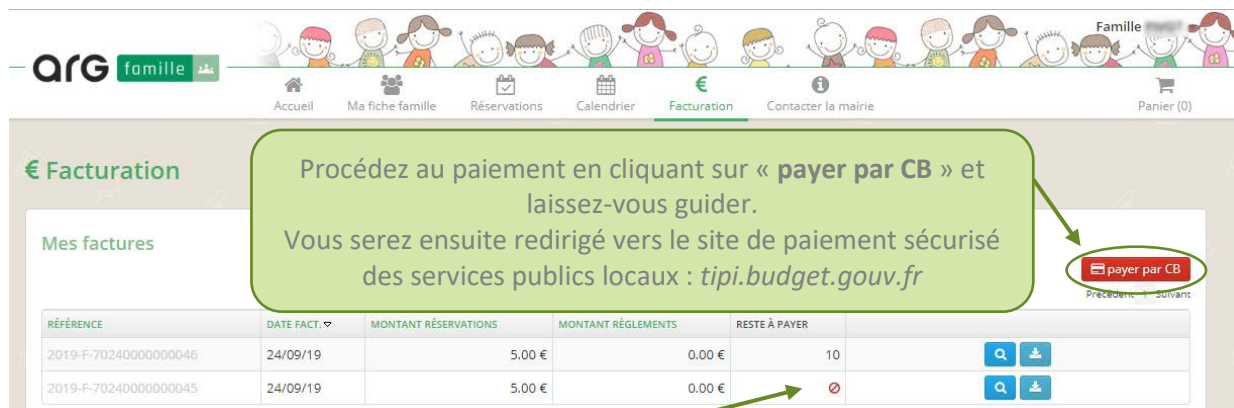 Famille
arg famille
Accueil Ma fiche famille Réservations Calendrier € Facturation Contacter la mairie Panier (0)
€ Facturation
Procédez au paiement en cliquant sur « payer par CB » et
laissez-vous guider.
Vous serez ensuite redirigé vers le site de paiement sécurisé
des services publics locaux : tipi.budget.gouv.fr
Mes factures
payer par CB
Précédent | Suivant
RÉFÉRENCE DATE FACT. MONTANT RÉSERVATIONS MONTANT RÈGLEMENTS RESTE À PAYER
2019-F-70240000000046 24/09/19 5.00 € 0.00 € 10
2019-F-70240000000045 24/09/19 5.00 € 0.00 €